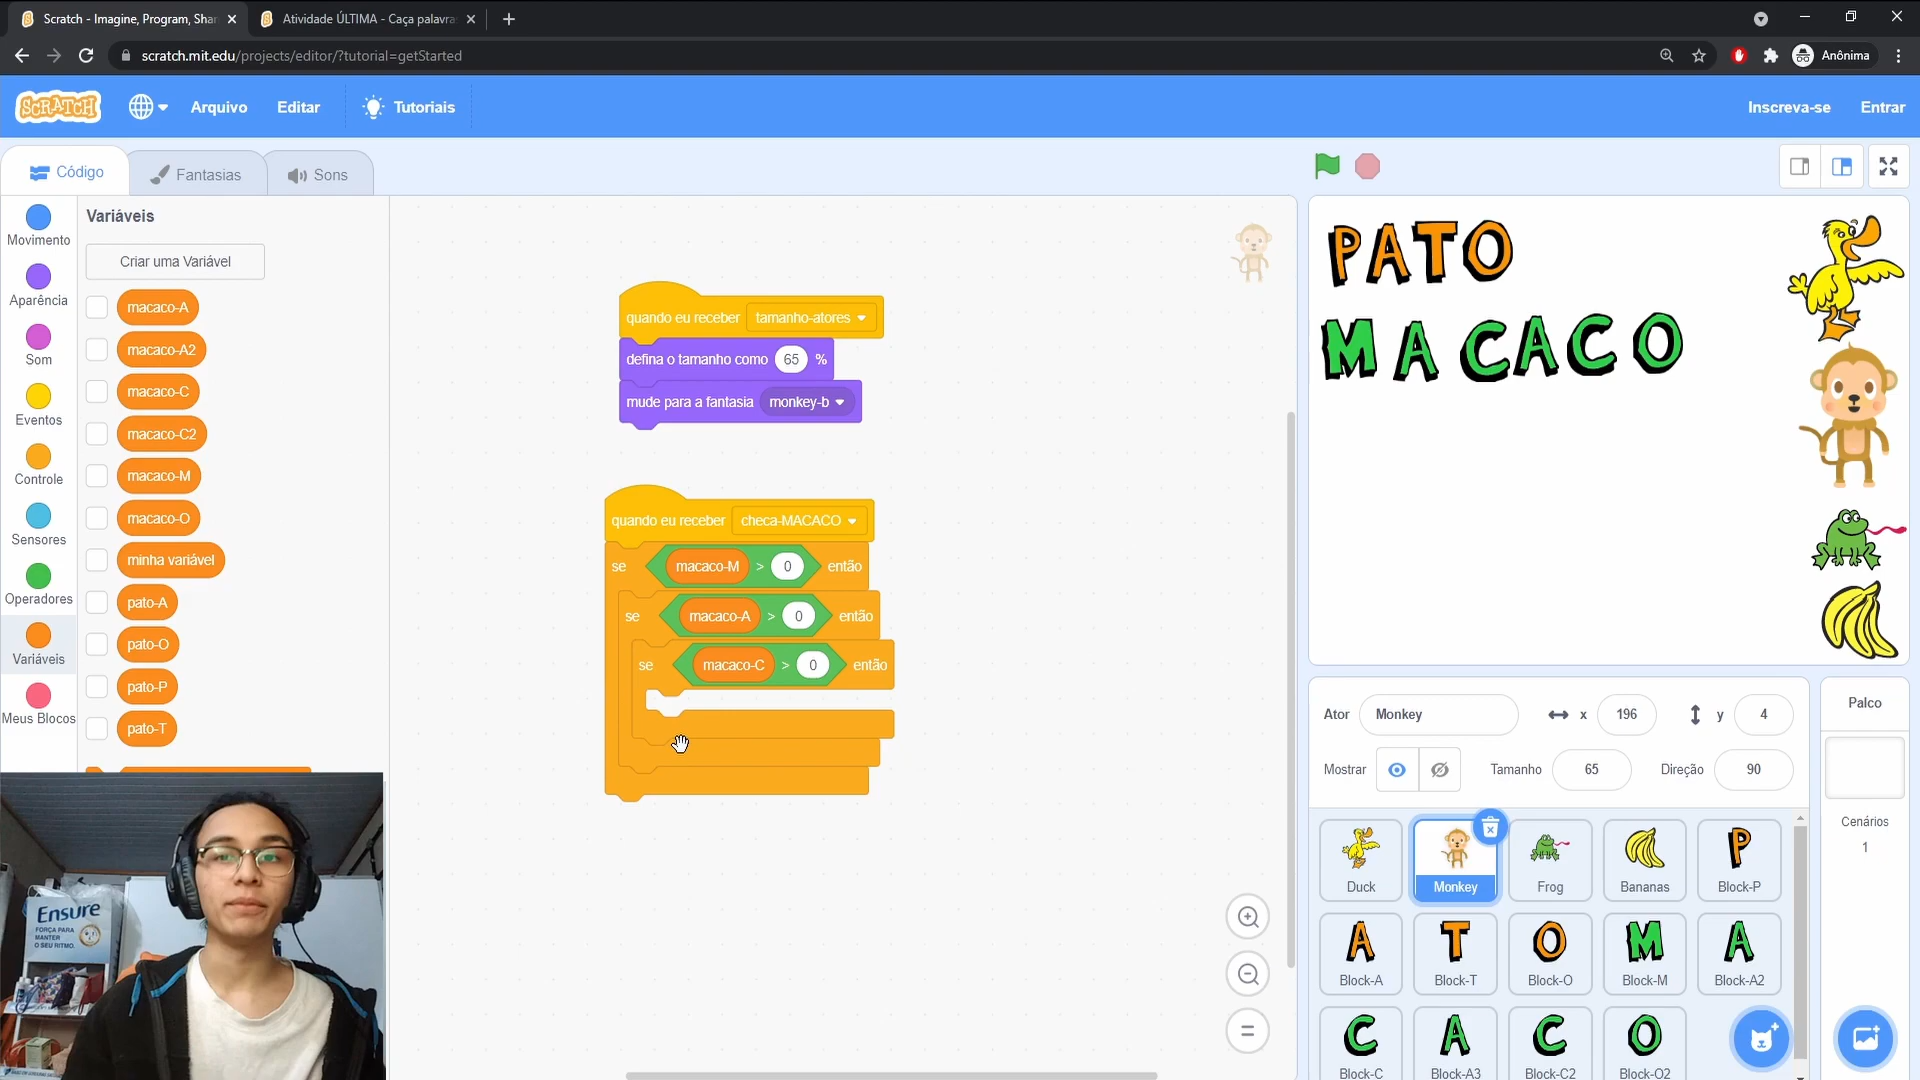 Scratch - Imagine, Program, Shar
Atividade ÚLTIMA - Caça palavra
scratch.mit.edu/projects/editor/?tutorial=getStarted
Anônima
SCRATCH
Arquivo
Editar
Tutoriais
Inscreva-se
Entrar
Código
Fantasias
Sons
Movimento
Aparência
Som
Eventos
Controle
Sensores
Operadores
Variáveis
Meus Blocos
Variáveis
Criar uma Variável
macaco-A
macaco-A2
macaco-C
macaco-C2
macaco-M
macaco-O
minha variável
pato-A
pato-O
pato-P
pato-T
quando eu receber tamanho-atores
defina o tamanho como 65 %
mude para a fantasia monkey-b
quando eu receber checa-MACACO
se macaco-M > 0 então
se macaco-A > 0 então
se macaco-C > 0 então
PATO
MACACO
Ator Monkey x 196 y 4
Mostrar Tamanho 65 Direção 90
Duck
Monkey
Frog
Bananas
P
Block-P
A
Block-A
T
Block-T
O
Block-O
M
Block-M
A
Block-A2
C
Block-C
A
Block-A3
C
Block-C2
O
Block-O2
Palco
Cenários
1
Ensure
FORÇA PARA
MANTER
O SEU RITMO.